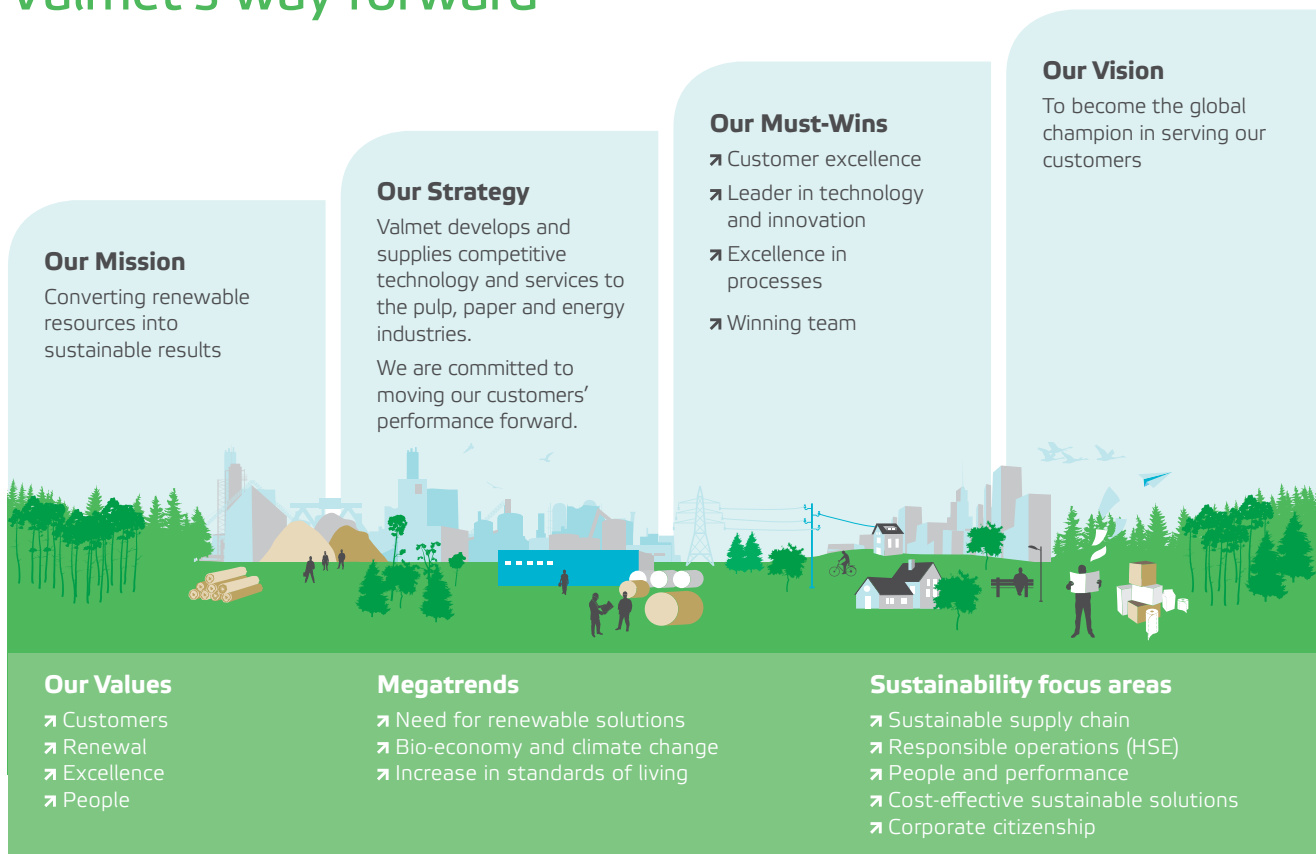 Valmet's way forward
Our Mission
Converting renewable
resources into
sustainable results
Our Strategy
Valmet develops and
supplies competitive
technology and services to
the pulp, paper and energy
industries.
We are committed to
moving our customers’
performance forward.
Our Must-Wins
Customer excellence
Leader in technology
and innovation
Excellence in
processes
Winning team
Our Vision
To become the global
champion in serving our
customers
Our Values
Customers
Renewal
Excellence
People
Megatrends
Need for renewable solutions
Bio-economy and climate change
Increase in standards of living
Sustainability focus areas
Sustainable supply chain
Responsible operations (HSE)
People and performance
Cost-effective sustainable solutions
Corporate citizenship